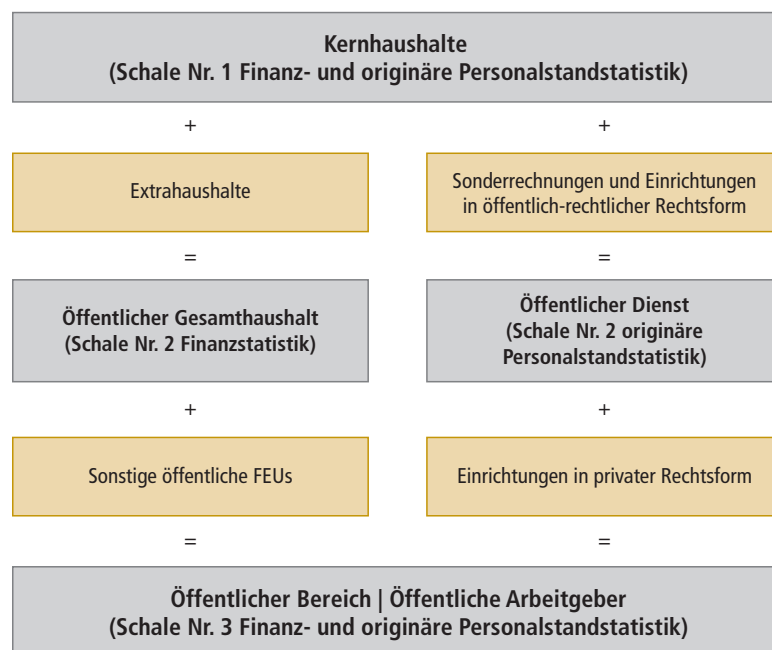 Kernhaushalte
(Schale Nr. 1 Finanz- und originäre Personalstandstatistik)
+
+
Extrahaushalte
Sonderrechnungen und Einrichtungen
in öffentlich-rechtlicher Rechtsform
=
=
Öffentlicher Gesamthaushalt
(Schale Nr. 2 Finanzstatistik)
Öffentlicher Dienst
(Schale Nr. 2 originäre
Personalstandstatistik)
+
+
Sonstige öffentliche FEUs
Einrichtungen in privater Rechtsform
=
=
Öffentlicher Bereich | Öffentliche Arbeitgeber
(Schale Nr. 3 Finanz- und originäre Personalstandstatistik)